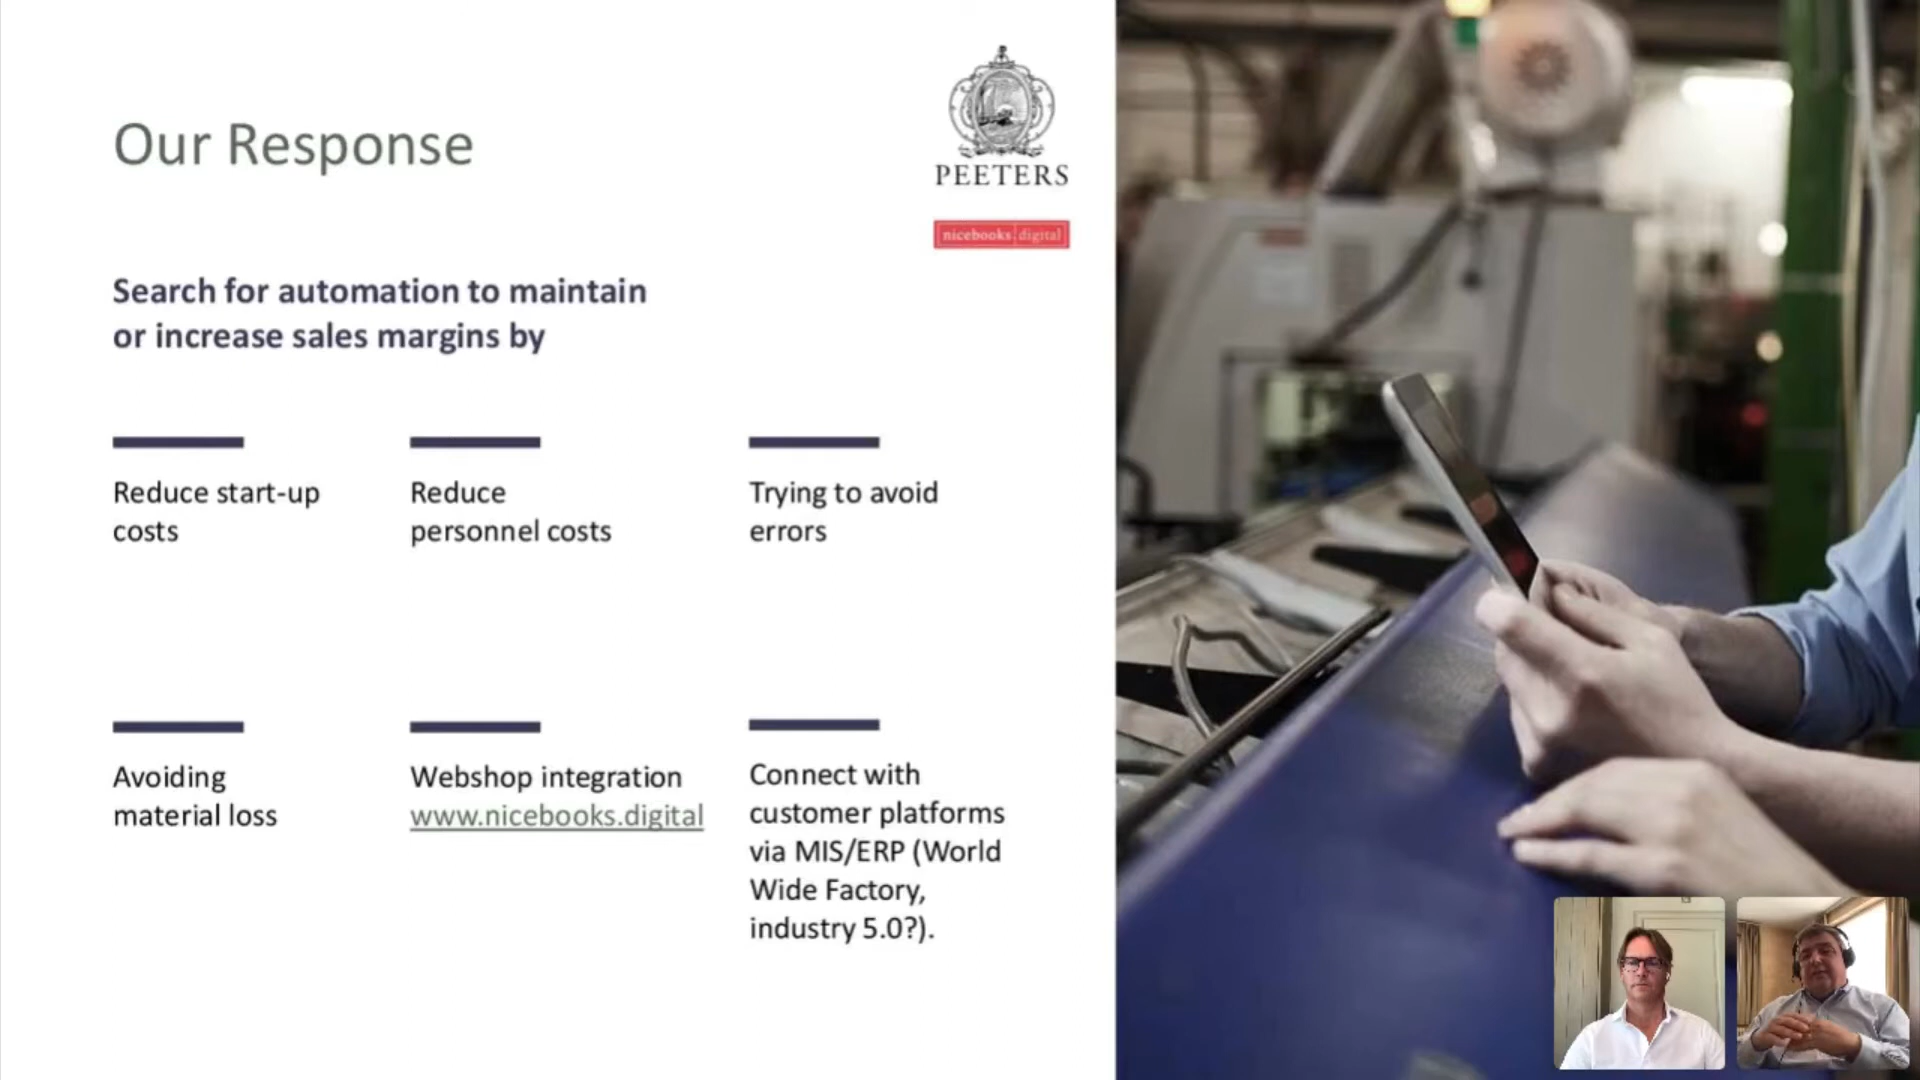 Our Response
PEETERS
nicebooks digital
Search for automation to maintain
or increase sales margins by
Reduce start-up
costs
Reduce
personnel costs
Trying to avoid
errors
Avoiding
material loss
Webshop integration
www.nicebooks.digital
Connect with
customer platforms
via MIS/ERP (World
Wide Factory,
industry 5.0?).